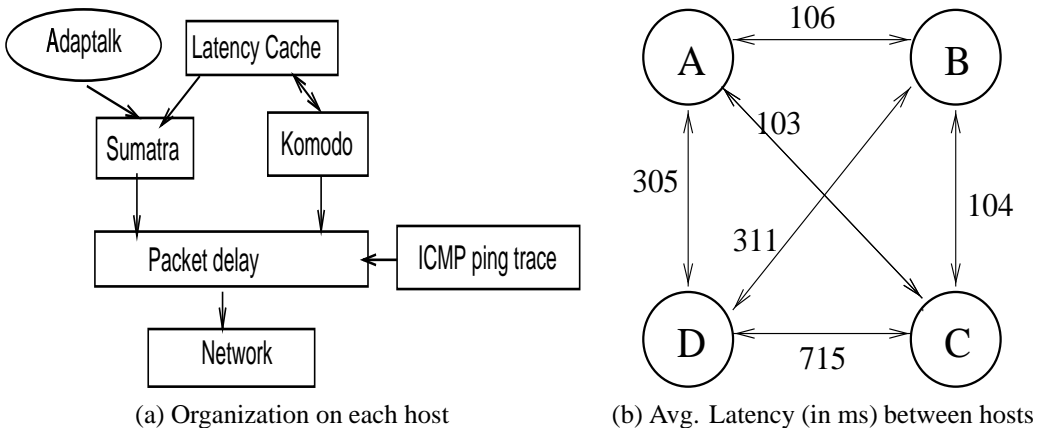 Adaptalk
Latency Cache
Sumatra
Komodo
Packet delay
ICMP ping trace
Network
(a) Organization on each host
106
A
B
103
305
104
311
D
C
715
(b) Avg. Latency (in ms) between hosts